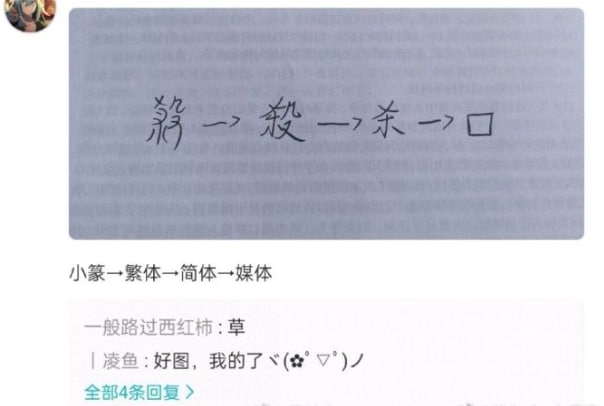 殺 → 殺 → 杀 → 口
小篆→繁体→简体→媒体
一般路过西红柿：草
｜凌鱼：好图，我的了ヾ(✿ﾟ▽ﾟ)ノ
全部4条回复 >